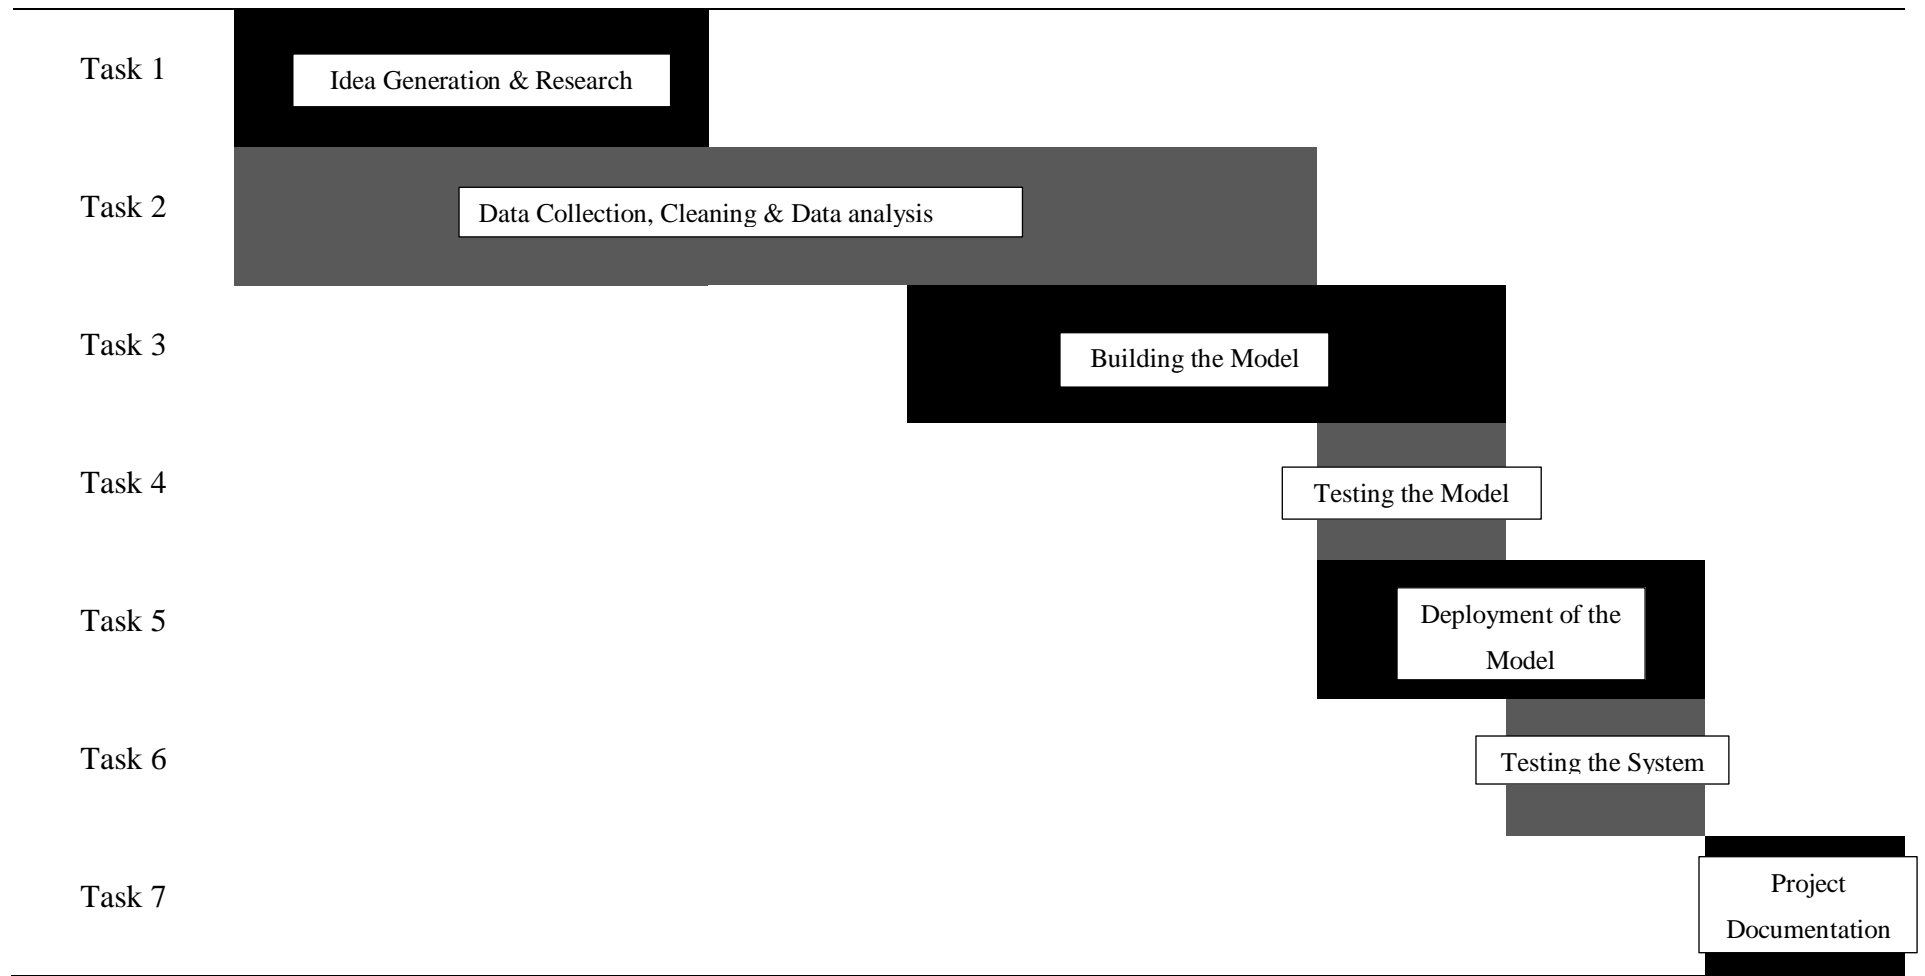 Task 1
Idea Generation & Research
Task 2
Data Collection, Cleaning & Data analysis
Task 3
Building the Model
Task 4
Testing the Model
Task 5
Deployment of the
Model
Task 6
Testing the System
Task 7
Project
Documentation